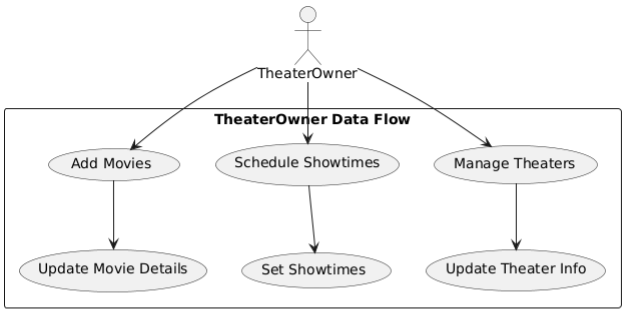 TheaterOwner
TheaterOwner Data Flow
Add Movies
Schedule Showtimes
Manage Theaters
Update Movie Details
Set Showtimes
Update Theater Info